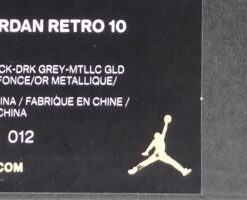 RDAN RETRO 10
CK-DRK GREY-MTLLC GLD
FONCE/OR METALLIQUE/
INA / FABRIQUE EN CHINE /
CHINA
012
.COM